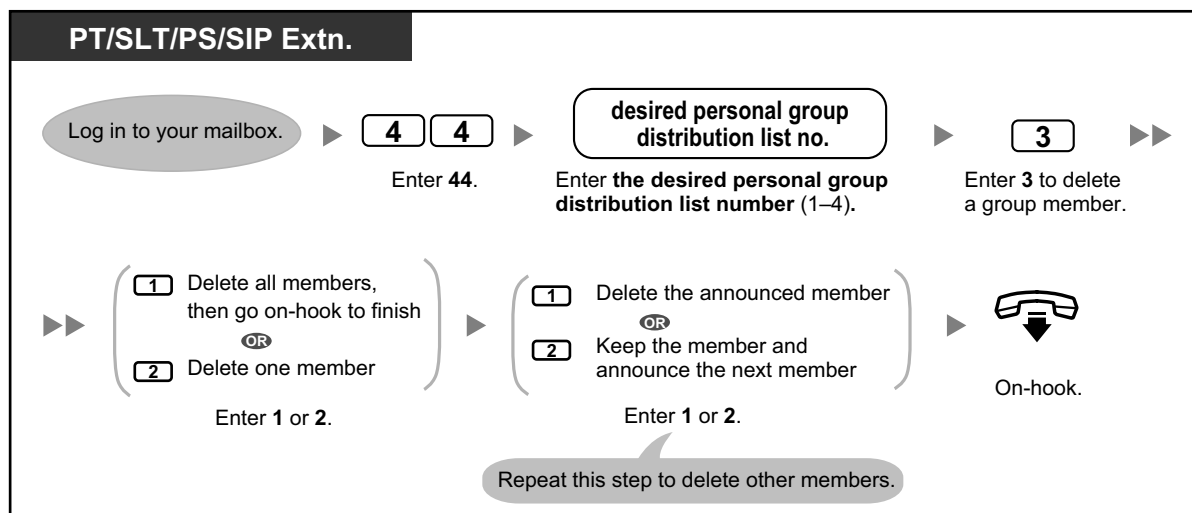 PT/SLT/PS/SIP Extn.
Log in to your mailbox.
4 4
Enter 44.
desired personal group
distribution list no.
Enter the desired personal group
distribution list number (1–4).
3
Enter 3 to delete
a group member.
1 Delete all members,
then go on-hook to finish
OR
2 Delete one member
Enter 1 or 2.
1 Delete the announced member
OR
2 Keep the member and
announce the next member
Enter 1 or 2.
Repeat this step to delete other members.
On-hook.